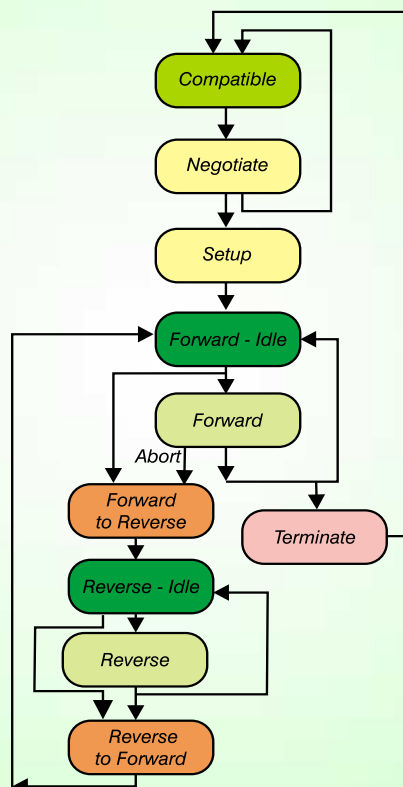 Compatible
Negotiate
Setup
Forward - Idle
Forward
Abort
Forward
to Reverse
Terminate
Reverse - Idle
Reverse
Reverse
to Forward